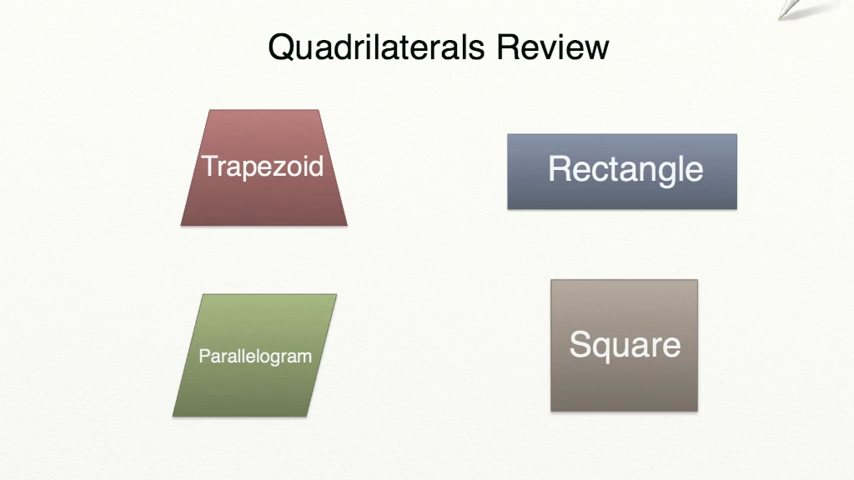 Quadrilaterals Review
Trapezoid
Rectangle
Parallelogram
Square